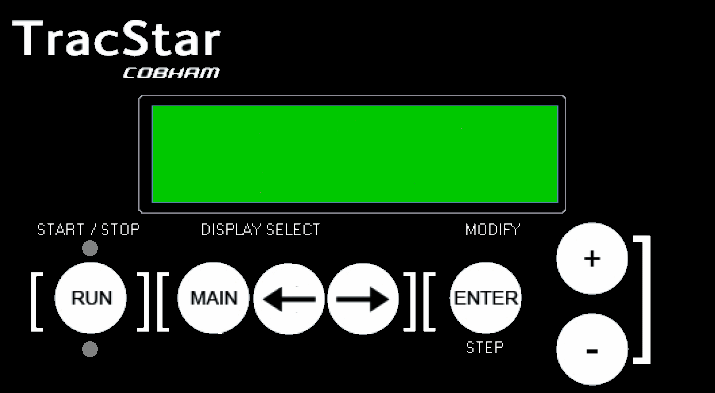 TracStar
COBHAM
START / STOP
DISPLAY SELECT
MODIFY
+
RUN
MAIN
ENTER
STEP
-